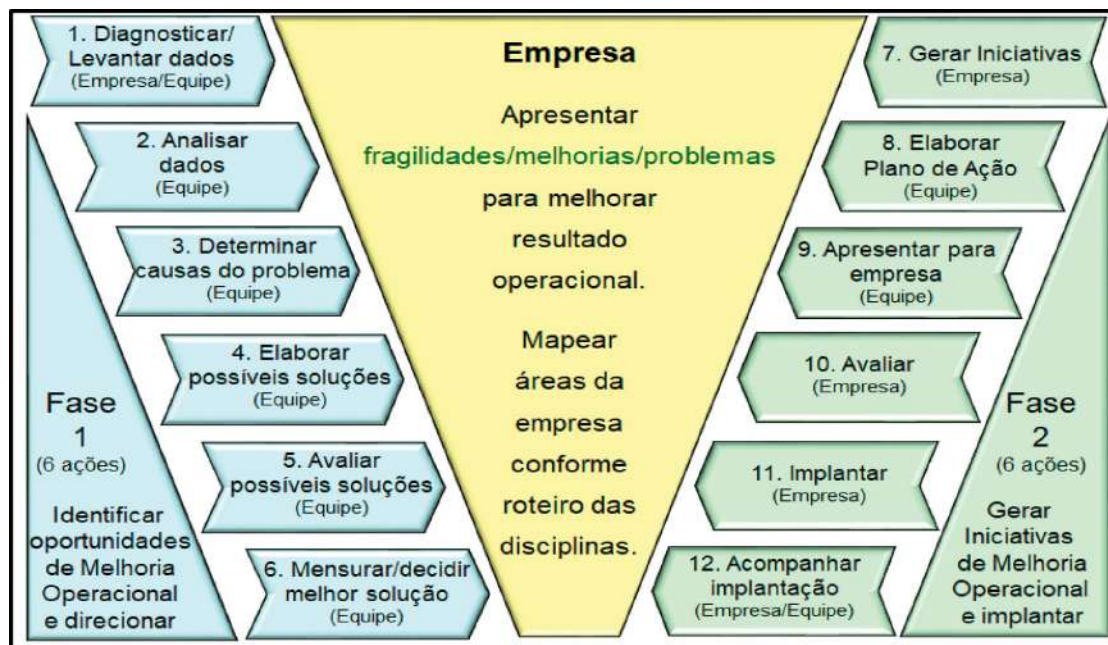 1. Diagnosticar/
Levantar dados
(Empresa/Equipe)
2. Analisar
dados
(Equipe)
3. Determinar
causas do problema
(Equipe)
4. Elaborar
possíveis soluções
(Equipe)
5. Avaliar
possíveis soluções
(Equipe)
6. Mensurar/decidir
melhor solução
(Equipe)
Fase
1
(6 ações)
Identificar
oportunidades
de Melhoria
Operacional
e direcionar
Empresa
Apresentar
fragilidades/melhorias/problemas
para melhorar
resultado
operacional.
Mapear
áreas da
empresa
conforme
roteiro das
disciplinas.
7. Gerar Iniciativas
(Empresa)
8. Elaborar
Plano de Ação
(Equipe)
9. Apresentar para
empresa
(Equipe)
10. Avaliar
(Empresa)
11. Implantar
(Empresa)
12. Acompanhar
implantação
(Empresa/Equipe)
Fase
2
(6 ações)
Gerar
Iniciativas
de Melhoria
Operacional
e implantar